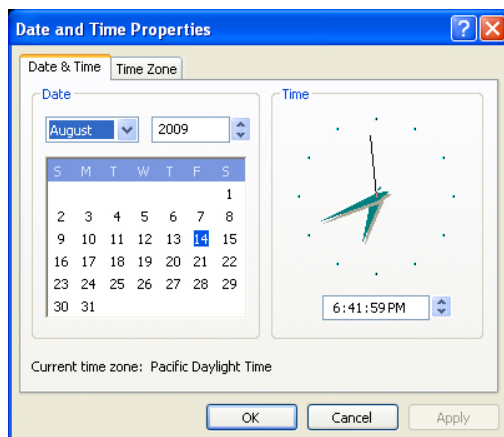 Date and Time Properties
Date & Time Time Zone
Date
August 2009
S M T W T F S
1
2 3 4 5 6 7 8
9 10 11 12 13 14 15
16 17 18 19 20 21 22
23 24 25 26 27 28 29
30 31
Time
6:41:59 PM
Current time zone: Pacific Daylight Time
OK Cancel Apply